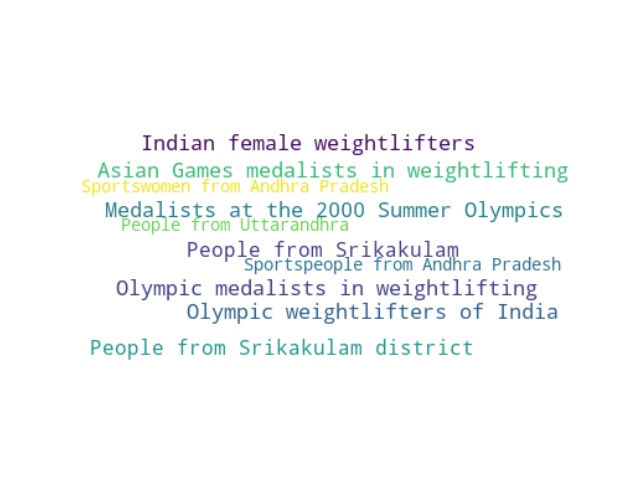 Indian female weightlifters
Asian Games medalists in weightlifting
Sportswomen from Andhra Pradesh
Medalists at the 2000 Summer Olympics
People from Uttarandhra
People from Srikakulam
Sportspeople from Andhra Pradesh
Olympic medalists in weightlifting
Olympic weightlifters of India
People from Srikakulam district